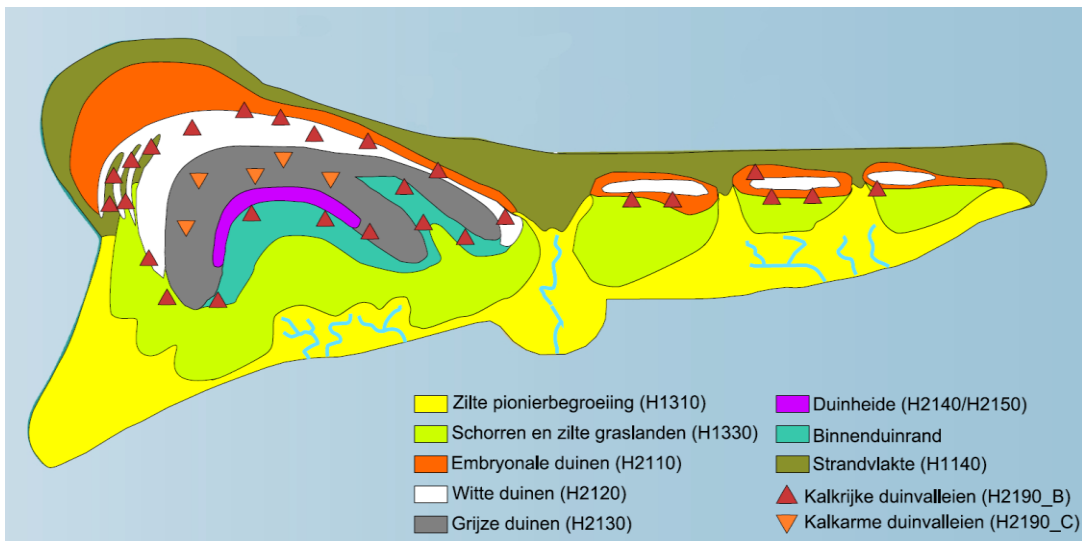 Zilte pionierbegroeiing (H1310)
Schorren en zilte graslanden (H1330)
Embryonale duinen (H2110)
Witte duinen (H2120)
Grijze duinen (H2130)
Duinheide (H2140/H2150)
Binnenduinrand
Strandvlakte (H1140)
Kalkrijke duinvalleien (H2190_B)
Kalkarme duinvalleien (H2190_C)